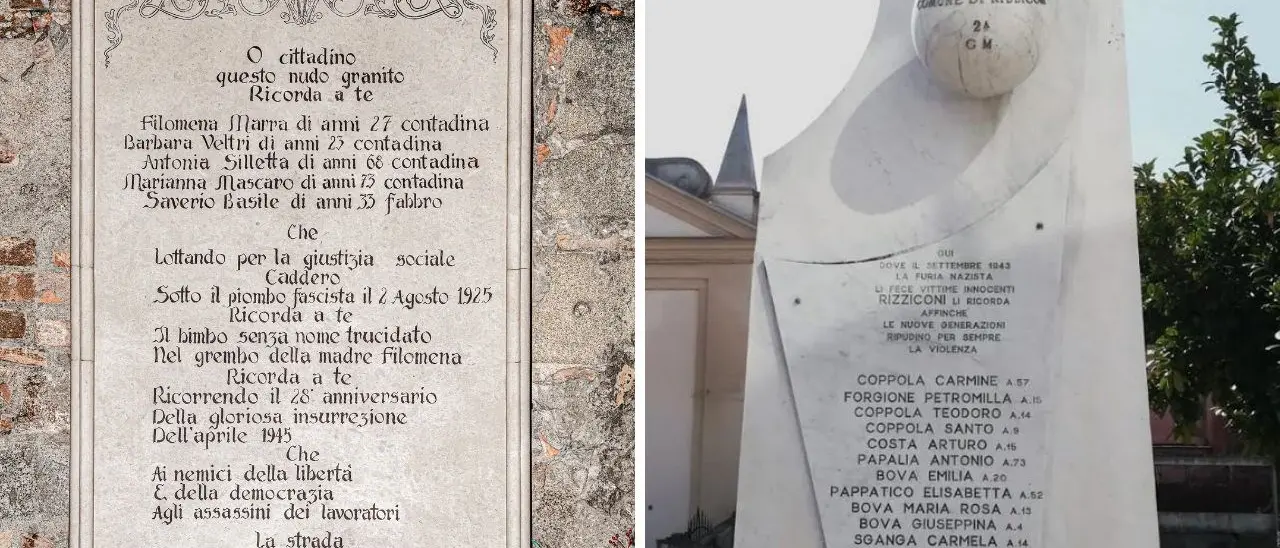 O cittadino
questo nudo granito
Ricorda a te
Filomena Marra di anni 27 contadina
Barbara Veltri di anni 23 contadina
Antonia Silletta di anni 68 contadina
Marianna Mascaro di anni 73 contadina
Saverio Basile di anni 33 fabbro
Che
Lottando per la giustizia sociale
Caddero
Sotto il piombo fascista il 2 Agosto 1925
Ricorda a te
Il bimbo senza nome trucidato
Nel grembo della madre Filomena
Ricorda a te
Ricorrendo il 28° anniversario
Della gloriosa insurrezione
Dell'aprile 1945
Che
Ai nemici della libertà
E della democrazia
Agli assassini dei lavoratori
La strada
COMUNE DI
2A
G M
QUI
DOVE IL SETTEMBRE 1943
LA FURIA NAZISTA
LI FECE VITTIME INNOCENTI
RIZZICONI LI RICORDA
AFFINCHE
LE NUOVE GENERAZIONI
RIPUDINO PER SEMPRE
LA VIOLENZA
COPPOLA CARMINE A.57
FORGIONE PETROMILLA A.15
COPPOLA TEODORO A.14
COPPOLA SANTO A.9
COSTA ARTURO A.15
PAPALIA ANTONIO A.73
BOVA EMILIA A.20
PAPPATICO ELISABETTA A.52
BOVA MARIA ROSA A.13
BOVA GIUSEPPINA A.4
SGANGA CARMELA A.14